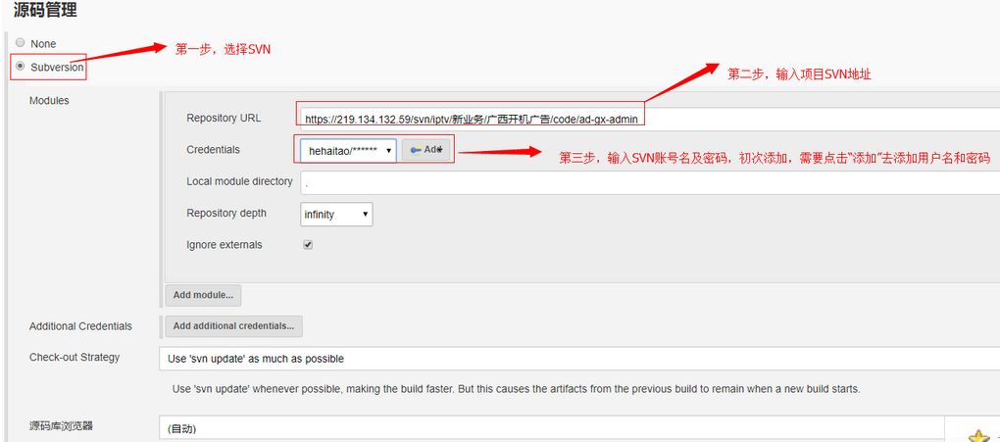 源码管理
None
第一步，选择SVN
Subversion
第二步，输入项目SVN地址
Modules
Repository URL
https://219.134.132.59/svn/iptv/新业务/广西开机广告/code/ad-gx-admin
Credentials
hehaitao/******
Add
第三步，输入SVN账号名及密码，初次添加，需要点击“添加”去添加用户名和密码
Local module directory
.
Repository depth
infinity
Ignore externals
Add module...
Additional Credentials
Add additional credentials...
Check-out Strategy
Use 'svn update' as much as possible
Use 'svn update' whenever possible, making the build faster. But this causes the artifacts from the previous build to remain when a new build starts.
源码库浏览器
(自动)